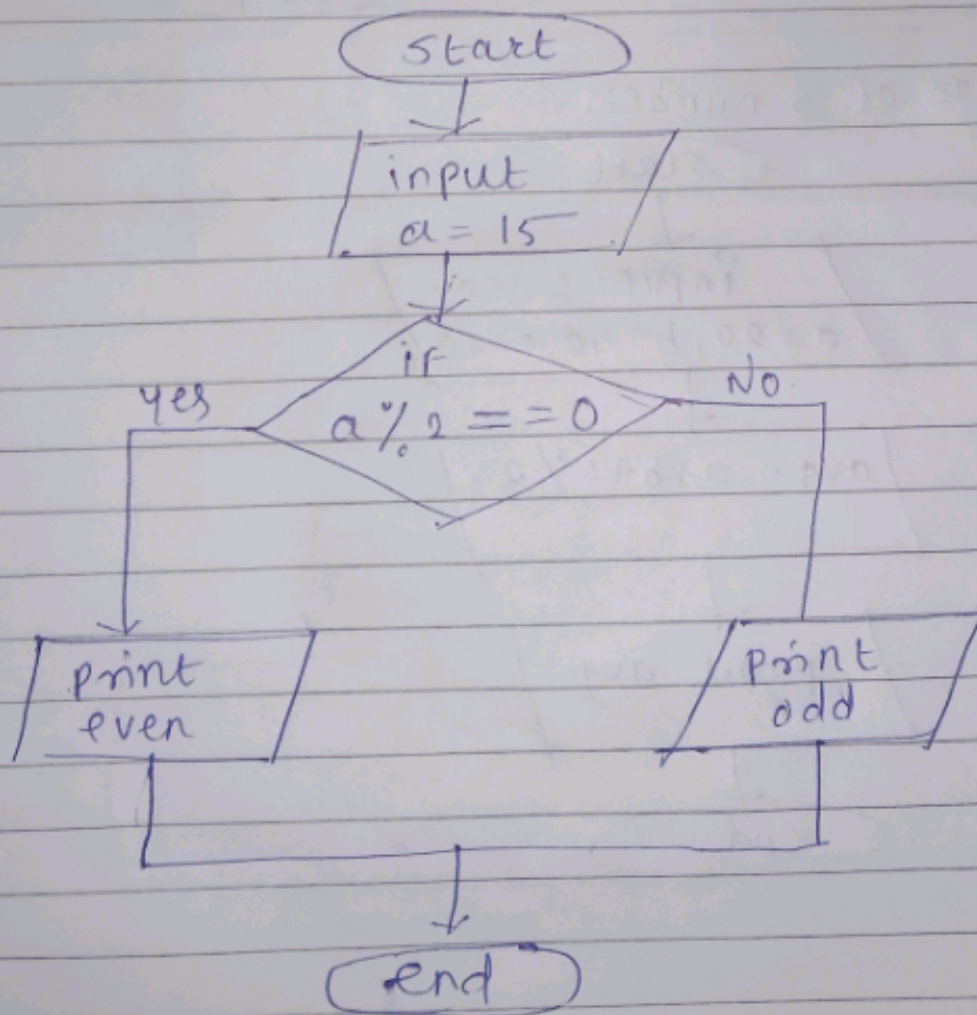 start
input
a = 15
if
yes
No
a % 2 = = 0
print
even
print
odd
end